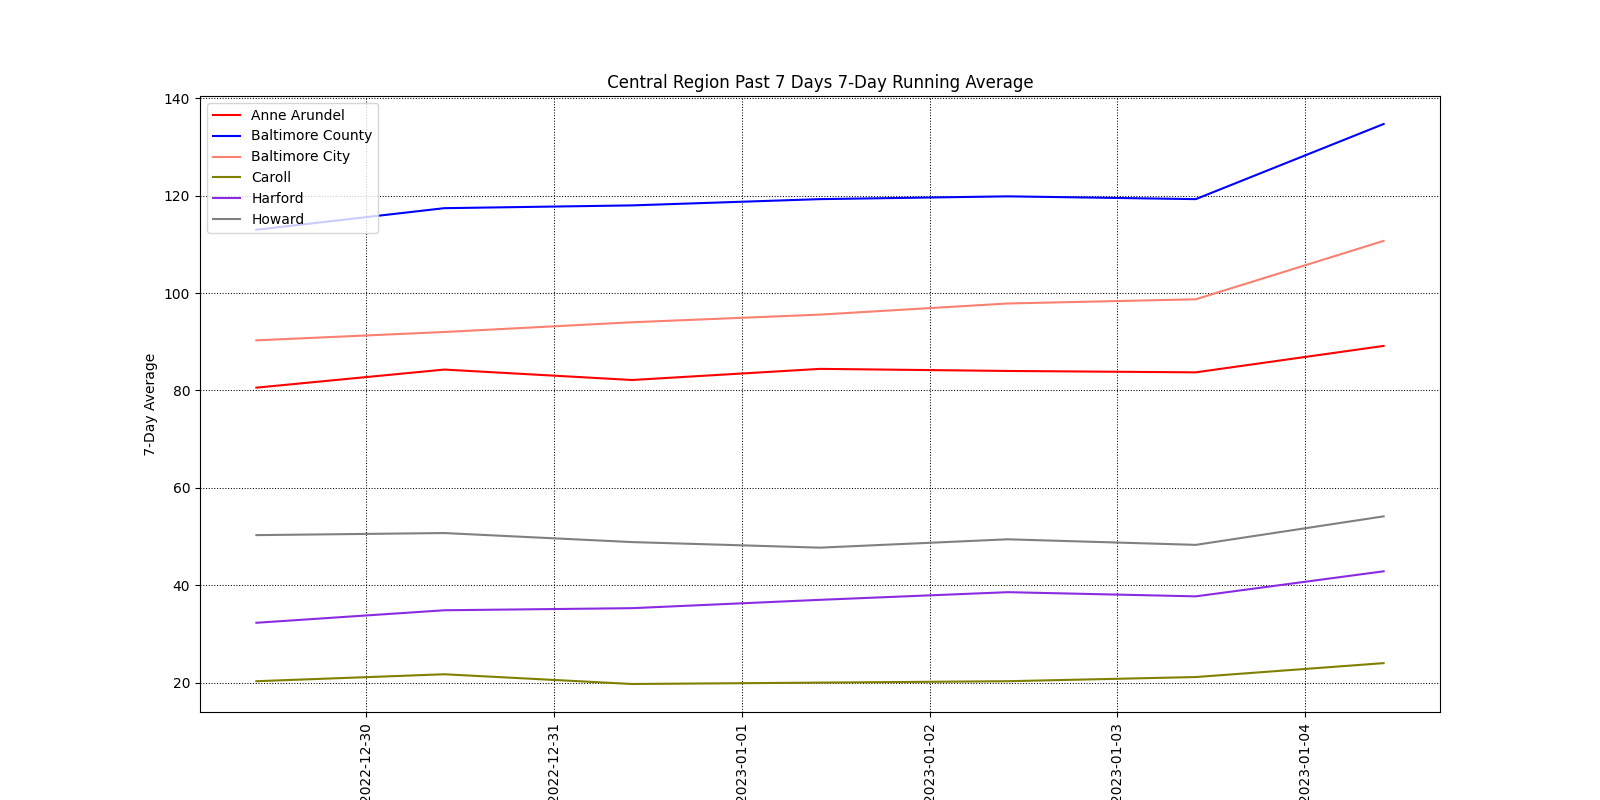 Central Region Past 7 Days 7-Day Running Average
140
120
100
80
60
40
20
7-Day Average
Anne Arundel
Baltimore County
Baltimore City
Caroll
Harford
Howard
2022-12-30
2022-12-31
2023-01-01
2023-01-02
2023-01-03
2023-01-04